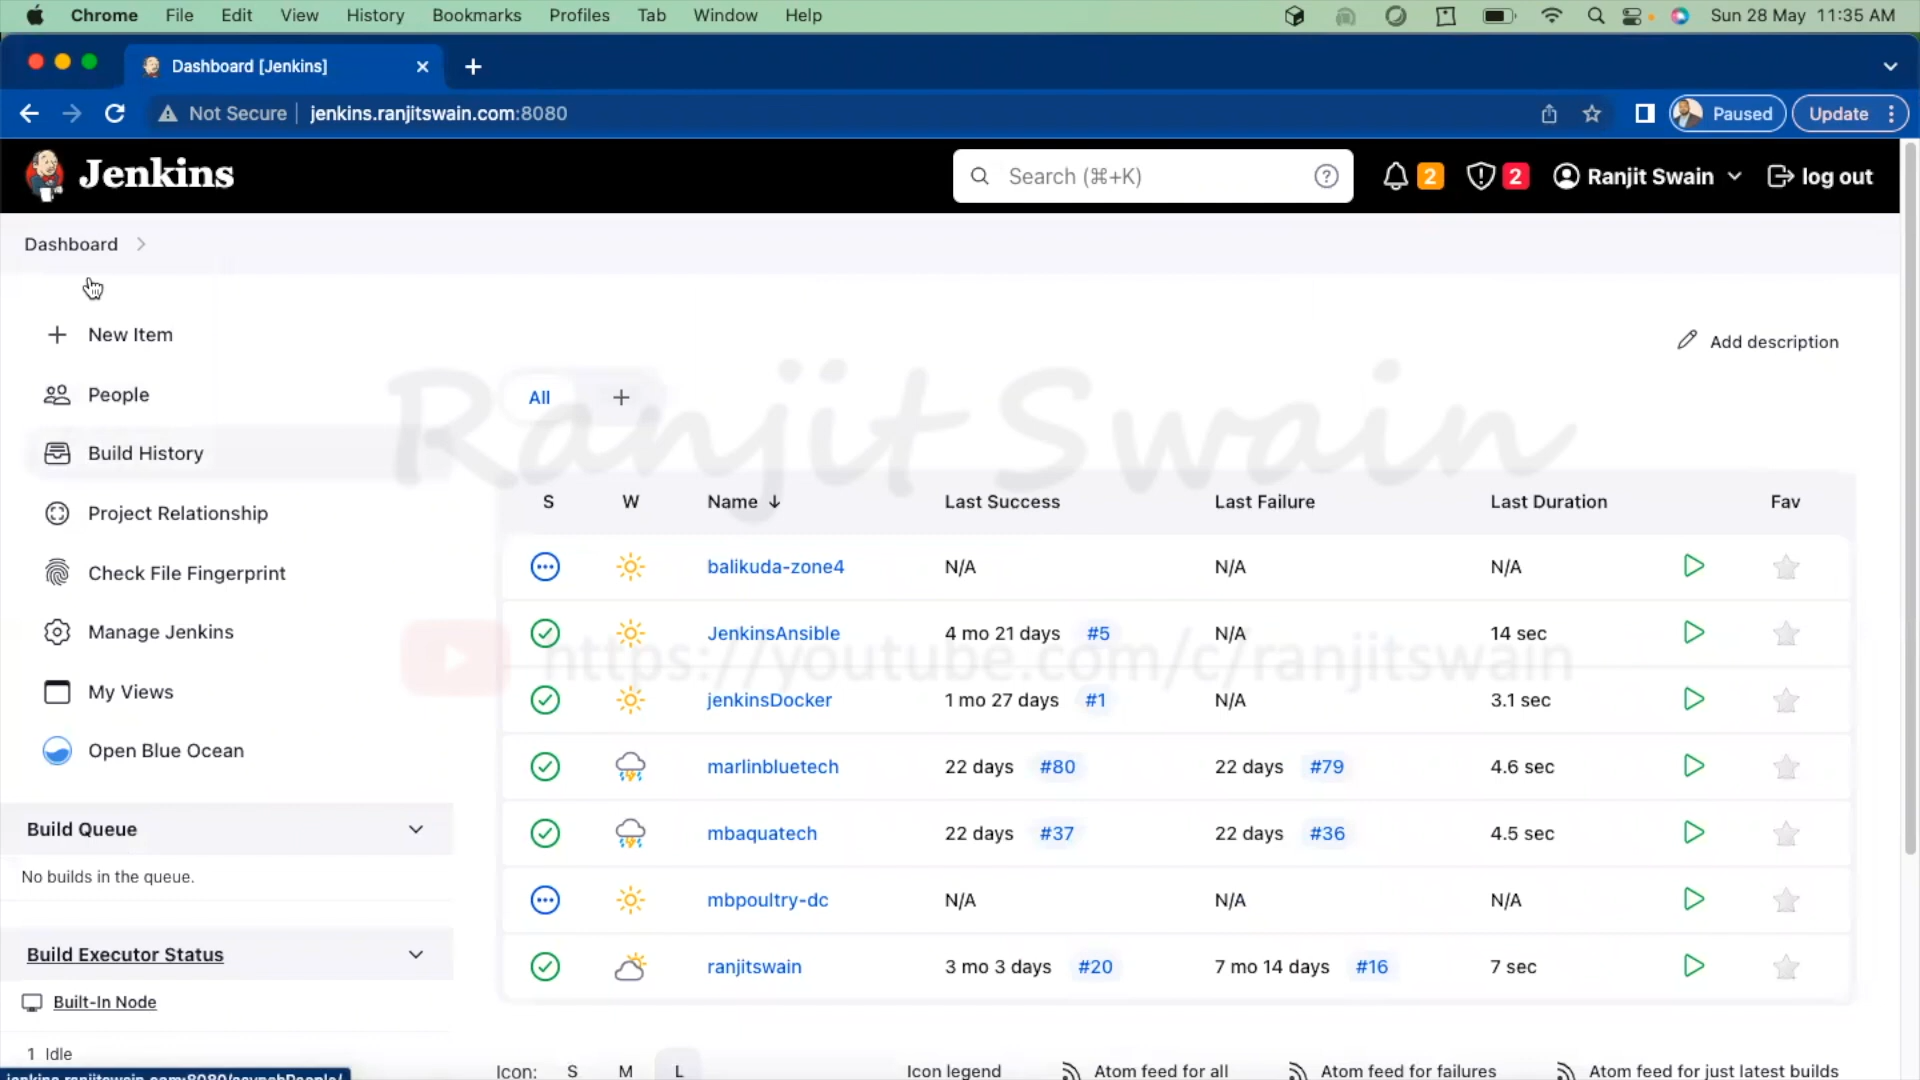 Chrome File Edit View History Bookmarks Profiles Tab Window Help Sun 28 May 11:35 AM
Dashboard [Jenkins]
Not Secure jenkins.ranjitswain.com:8080 Paused Update
Jenkins Search (⌘+K) 2 2 Ranjit Swain log out
Dashboard
New Item
Add description
People
All +
Ranjit Swain
Build History
S W Name ↓ Last Success Last Failure Last Duration Fav
Project Relationship
balikuda-zone4 N/A N/A N/A
Check File Fingerprint
JenkinsAnsible 4 mo 21 days #5 N/A 14 sec
Manage Jenkins
https://youtube.com/c/ranjitswain
My Views
jenkinsDocker 1 mo 27 days #1 N/A 3.1 sec
Open Blue Ocean
marlinbluetech 22 days #80 22 days #79 4.6 sec
Build Queue
mbaquatech 22 days #37 22 days #36 4.5 sec
No builds in the queue.
mbpoultry-dc N/A N/A N/A
Build Executor Status
ranjitswain 3 mo 3 days #20 7 mo 14 days #16 7 sec
Built-In Node
1 Idle
Icon: S M L Icon legend Atom feed for all Atom feed for failures Atom feed for just latest builds